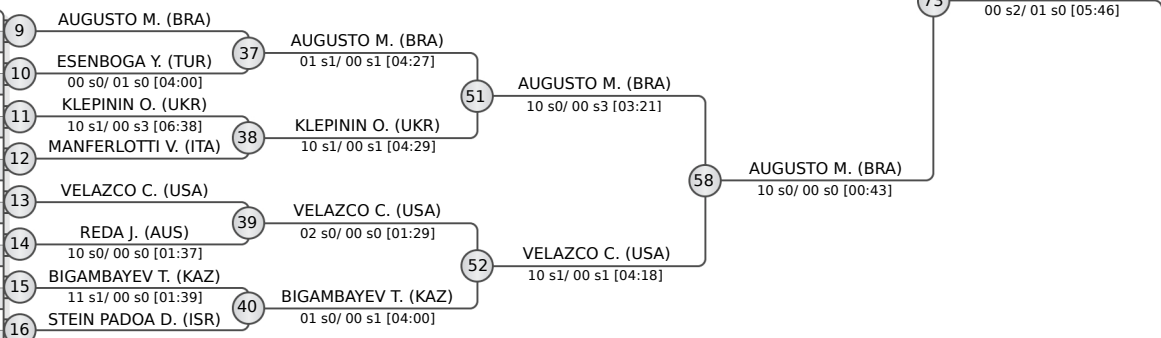 73
00 s2/ 01 s0 [05:46]
9
AUGUSTO M. (BRA)
37
AUGUSTO M. (BRA)
01 s1/ 00 s1 [04:27]
10
ESENBOGA Y. (TUR)
00 s0/ 01 s0 [04:00]
51
AUGUSTO M. (BRA)
10 s0/ 00 s3 [03:21]
11
KLEPININ O. (UKR)
10 s1/ 00 s3 [06:38]
38
KLEPININ O. (UKR)
10 s1/ 00 s1 [04:29]
12
MANFERLOTTI V. (ITA)
58
AUGUSTO M. (BRA)
10 s0/ 00 s0 [00:43]
13
VELAZCO C. (USA)
39
VELAZCO C. (USA)
02 s0/ 00 s0 [01:29]
14
REDA J. (AUS)
10 s0/ 00 s0 [01:37]
52
VELAZCO C. (USA)
10 s1/ 00 s1 [04:18]
15
BIGAMBAYEV T. (KAZ)
11 s1/ 00 s0 [01:39]
40
BIGAMBAYEV T. (KAZ)
01 s0/ 00 s1 [04:00]
16
STEIN PADOA D. (ISR)